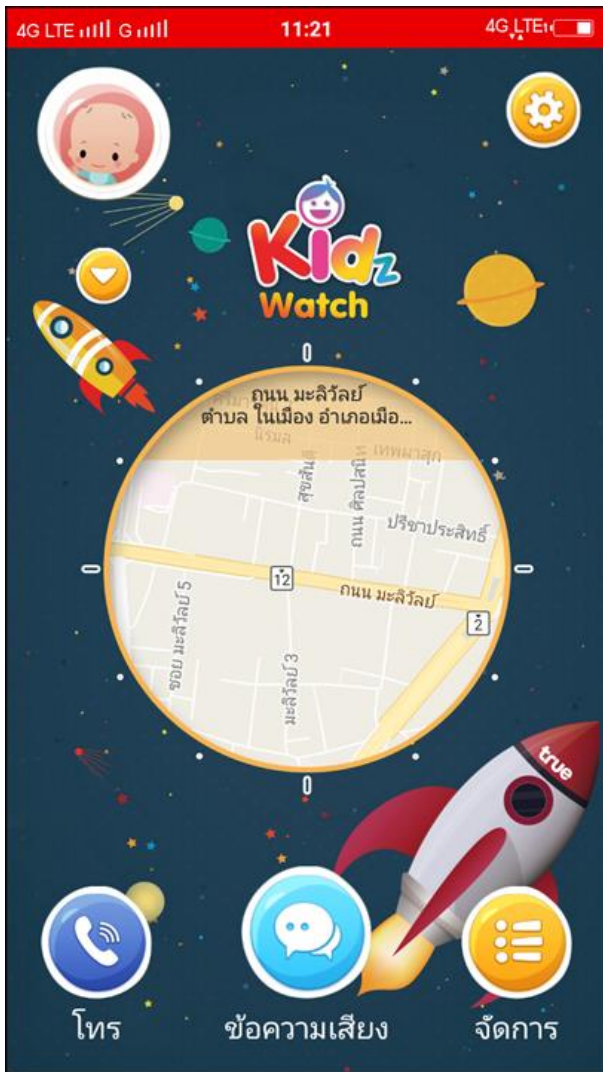 4G LTE G 11:21 4G LTE
Kidz
Watch
ถนน มะลิวัลย์
ตำบล ในเมือง อำเภอเมือ...
นิรมล
เทพผาสุก
สุขสันต์
ถนน ศิลปสนิท
ปรีชาประสิทธิ์
12
ถนน มะลิวัลย์
2
ซอย มะลิวัลย์ 5
มะลิวัลย์ 3
true
โทร ข้อความเสียง จัดการ